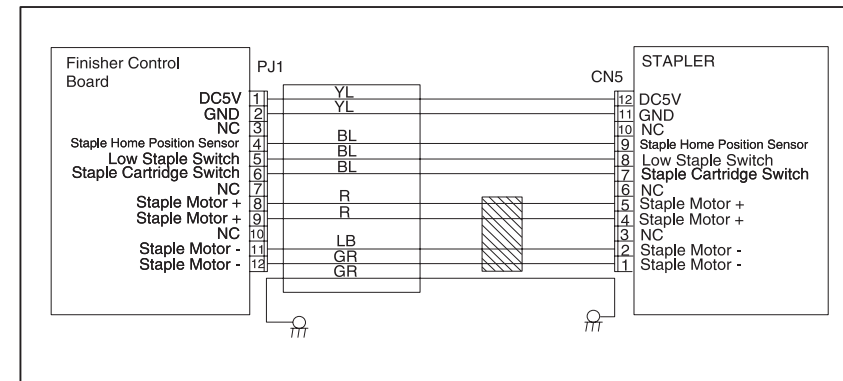 Finisher Control
Board
PJ1
CN5
STAPLER
DC5V 1 YL 12 DC5V
GND 2 YL 11 GND
NC 3 10 NC
Staple Home Position Sensor 4 BL 9 Staple Home Position Sensor
Low Staple Switch 5 BL 8 Low Staple Switch
Staple Cartridge Switch 6 BL 7 Staple Cartridge Switch
NC 7 6 NC
Staple Motor + 8 R 5 Staple Motor +
Staple Motor + 9 R 4 Staple Motor +
NC 10 3 NC
Staple Motor - 11 LB 2 Staple Motor -
Staple Motor - 12 GR 1 Staple Motor -
GR